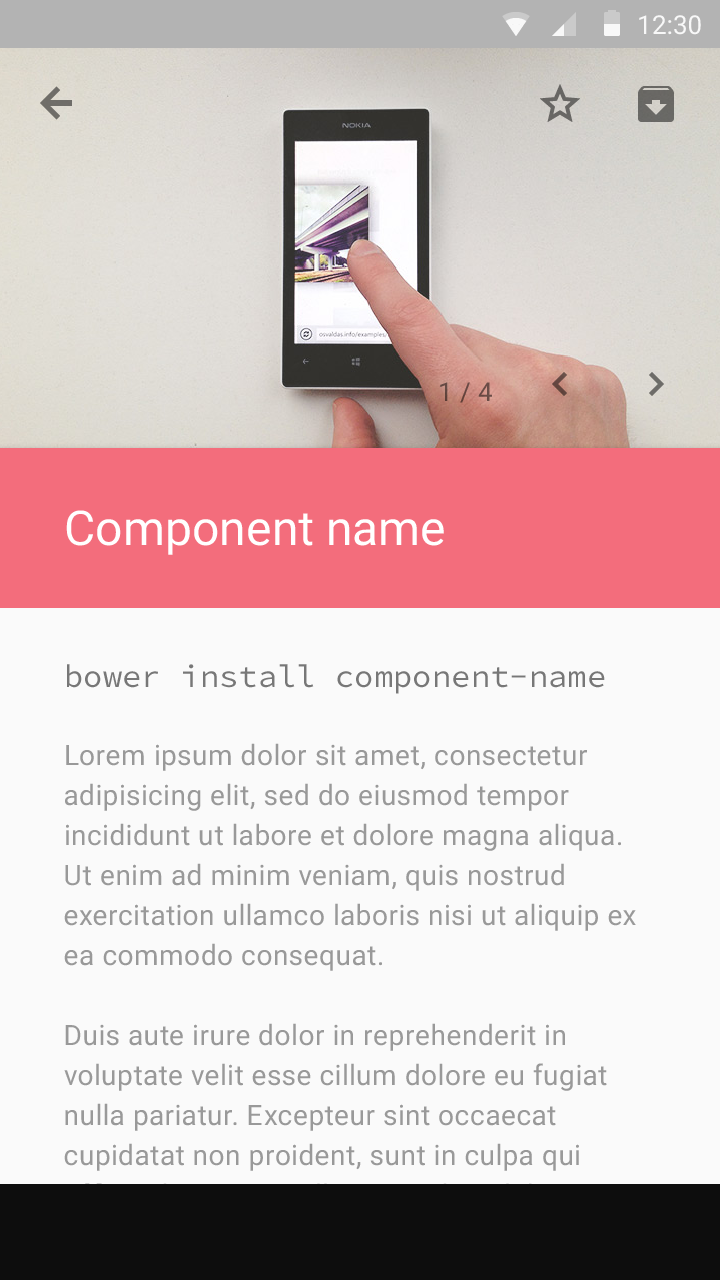 12:30
NOKIA
osvaldas.info/examples/
1 / 4
Component name
bower install component-name
Lorem ipsum dolor sit amet, consectetur
adipisicing elit, sed do eiusmod tempor
incididunt ut labore et dolore magna aliqua.
Ut enim ad minim veniam, quis nostrud
exercitation ullamco laboris nisi ut aliquip ex
ea commodo consequat.
Duis aute irure dolor in reprehenderit in
voluptate velit esse cillum dolore eu fugiat
nulla pariatur. Excepteur sint occaecat
cupidatat non proident, sunt in culpa qui